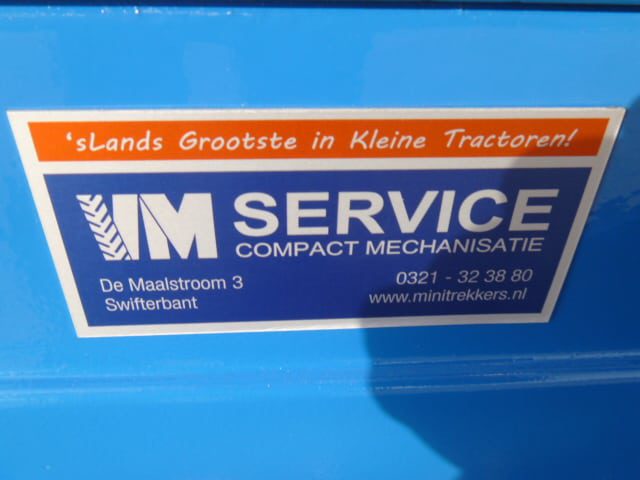 'sLands Grootste in Kleine Tractoren!
VM SERVICE
COMPACT MECHANISATIE
De Maalstroom 3
0321 - 32 38 80
Swifterbant
www.minitrekkers.nl